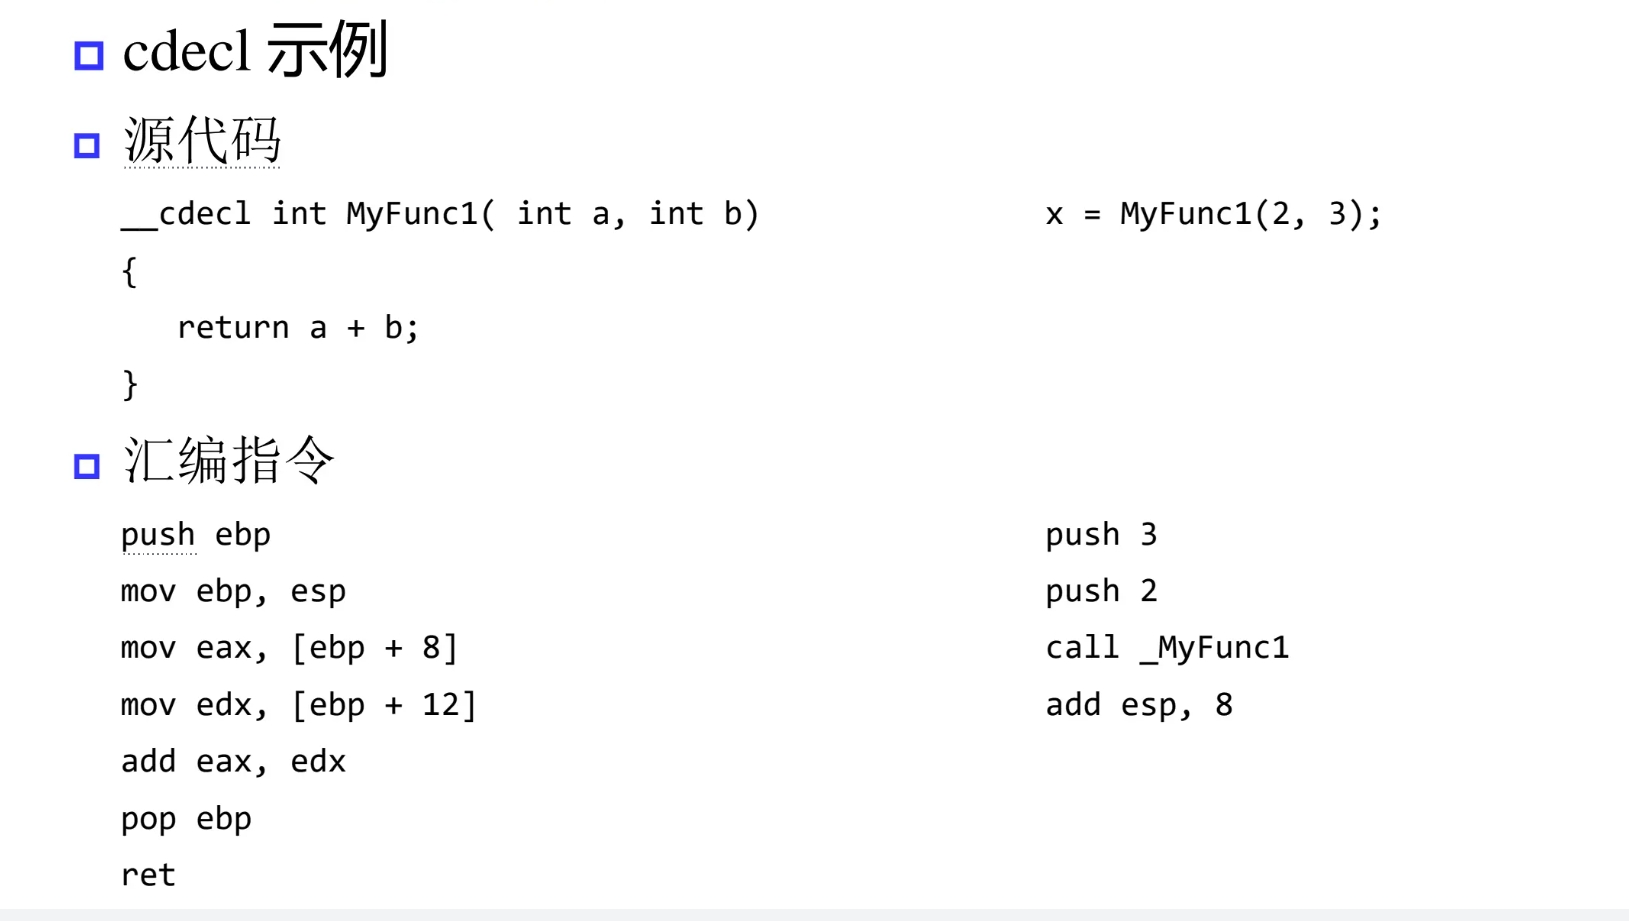 cdecl 示例
源代码
__cdecl int MyFunc1( int a, int b)
x = MyFunc1(2, 3);
{
return a + b;
}
汇编指令
push ebp
mov ebp, esp
mov eax, [ebp + 8]
mov edx, [ebp + 12]
add eax, edx
pop ebp
ret
push 3
push 2
call _MyFunc1
add esp, 8